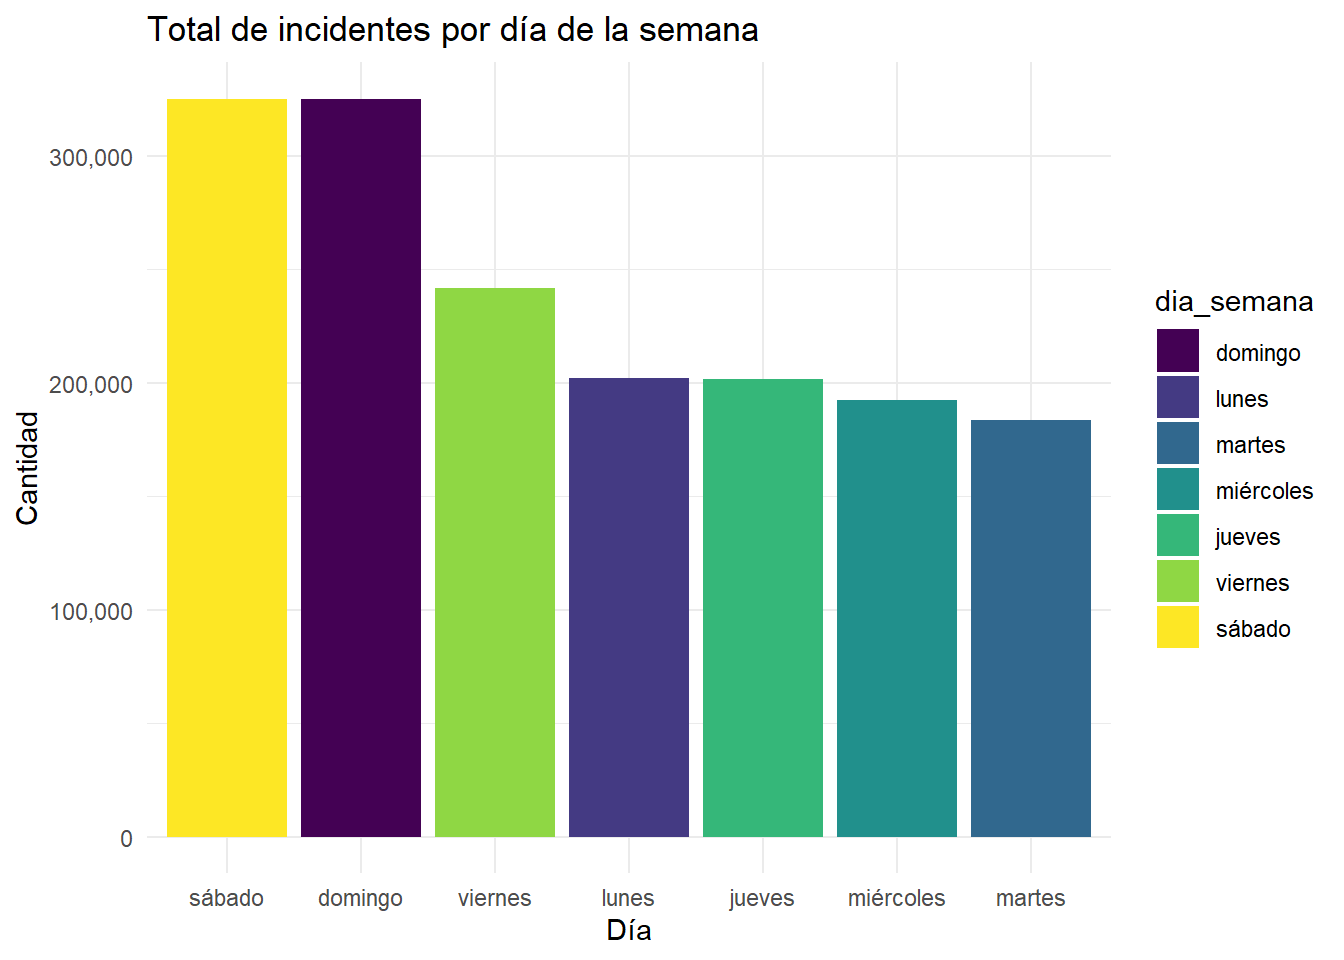 Total de incidentes por día de la semana
300,000
200,000
100,000
0
Cantidad
sábado domingo viernes lunes jueves miércoles martes
Día
dia_semana
domingo
lunes
martes
miércoles
jueves
viernes
sábado